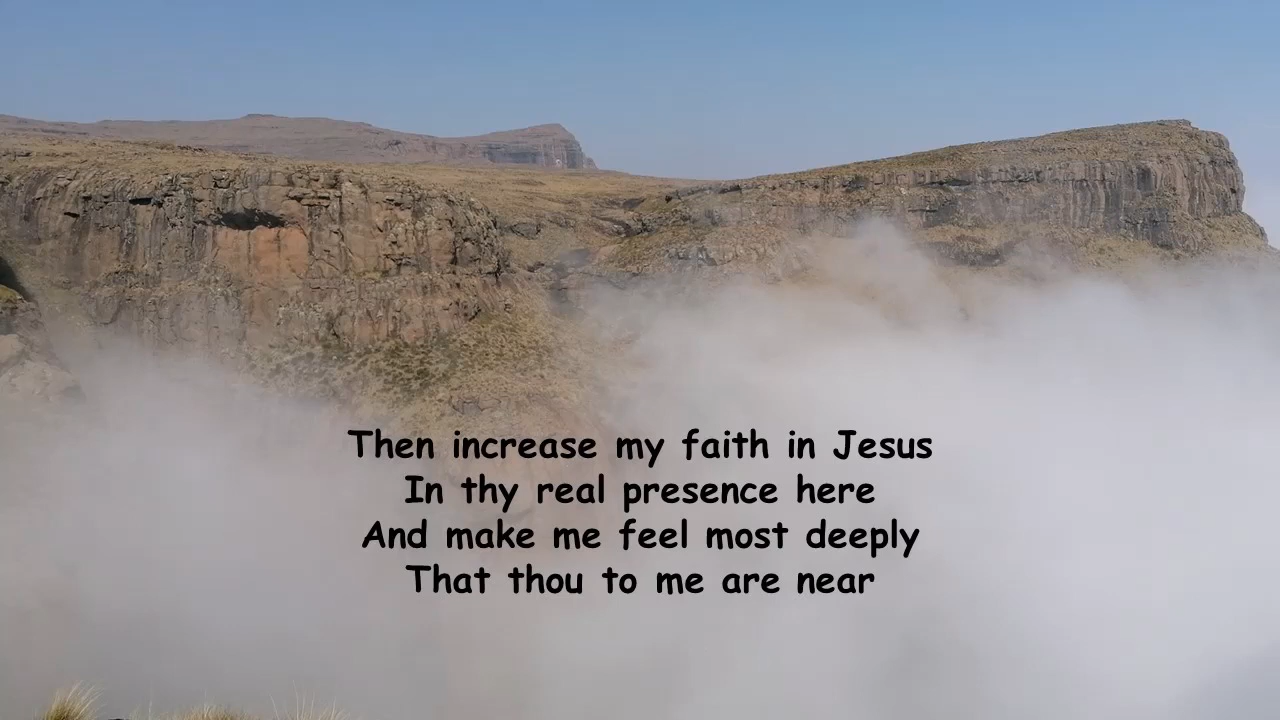 Then increase my faith in Jesus
In thy real presence here
And make me feel most deeply
That thou to me are near